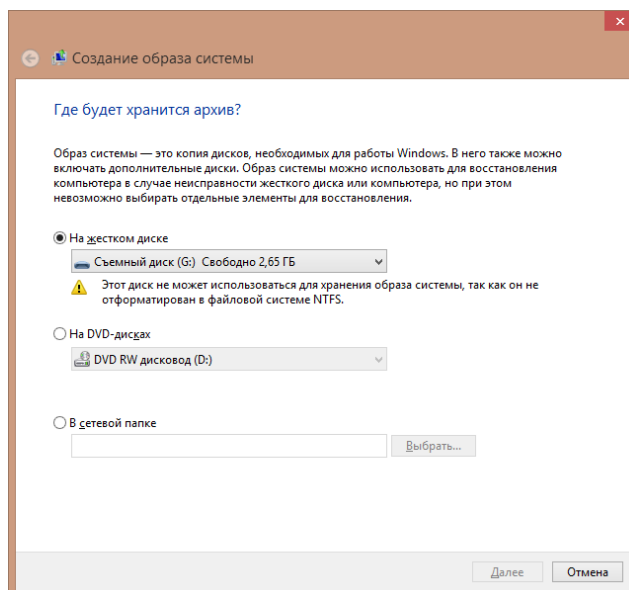 Создание образа системы
Где будет хранится архив?
Образ системы — это копия дисков, необходимых для работы Windows. В него также можно
включать дополнительные диски. Образ системы можно использовать для восстановления
компьютера в случае неисправности жесткого диска или компьютера, но при этом
невозможно выбирать отдельные элементы для восстановления.
На жестком диске
Съемный диск (G:) Свободно 2,65 ГБ
Этот диск не может использоваться для хранения образа системы, так как он не
отформатирован в файловой системе NTFS.
На DVD-дисках
DVD RW дисковод (D:)
В сетевой папке
Выбрать...
Далее
Отмена